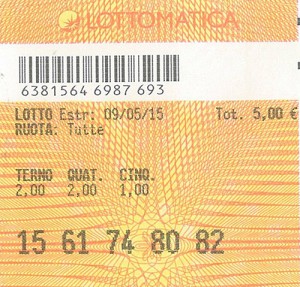 LOTTOMATICA
6381564 6987 693
LOTTO Estr: 09/05/15 Tot. 5,00 €
RUOTA: Tutte
TERNO QUAT. CINQ.
2,00 2,00 1,00
15 61 74 80 82